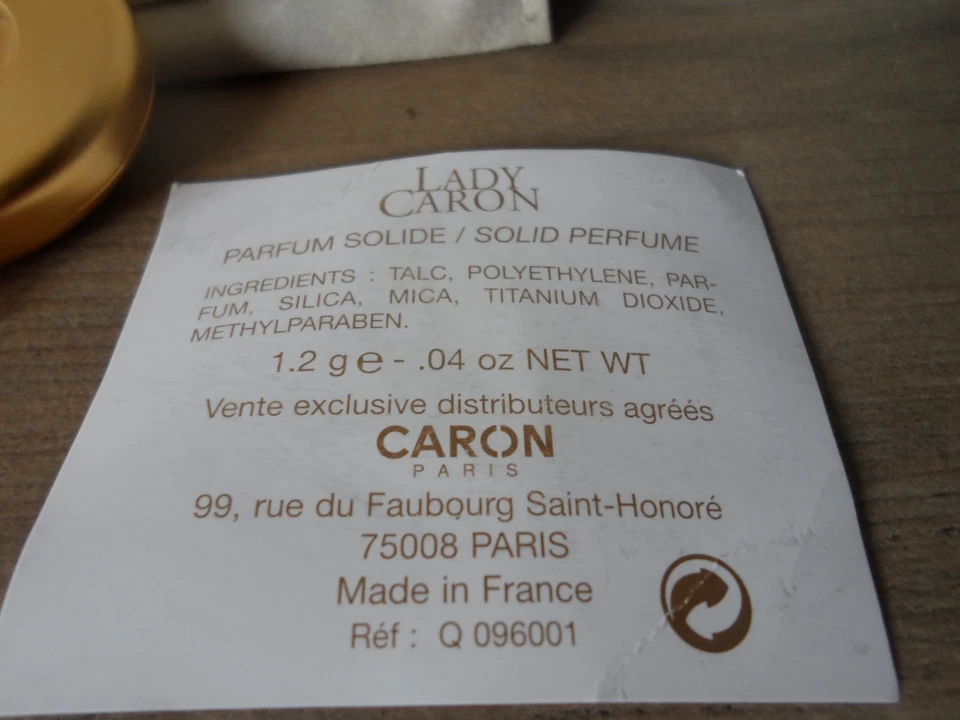 LADY
CARON
PARFUM SOLIDE / SOLID PERFUME
INGREDIENTS : TALC, POLYETHYLENE, PAR-
FUM, SILICA, MICA, TITANIUM DIOXIDE,
METHYLPARABEN.
1.2 g e - .04 oz NET WT
Vente exclusive distributeurs agréés
CARON
PARIS
99, rue du Faubourg Saint-Honoré
75008 PARIS
Made in France
Réf : Q 096001